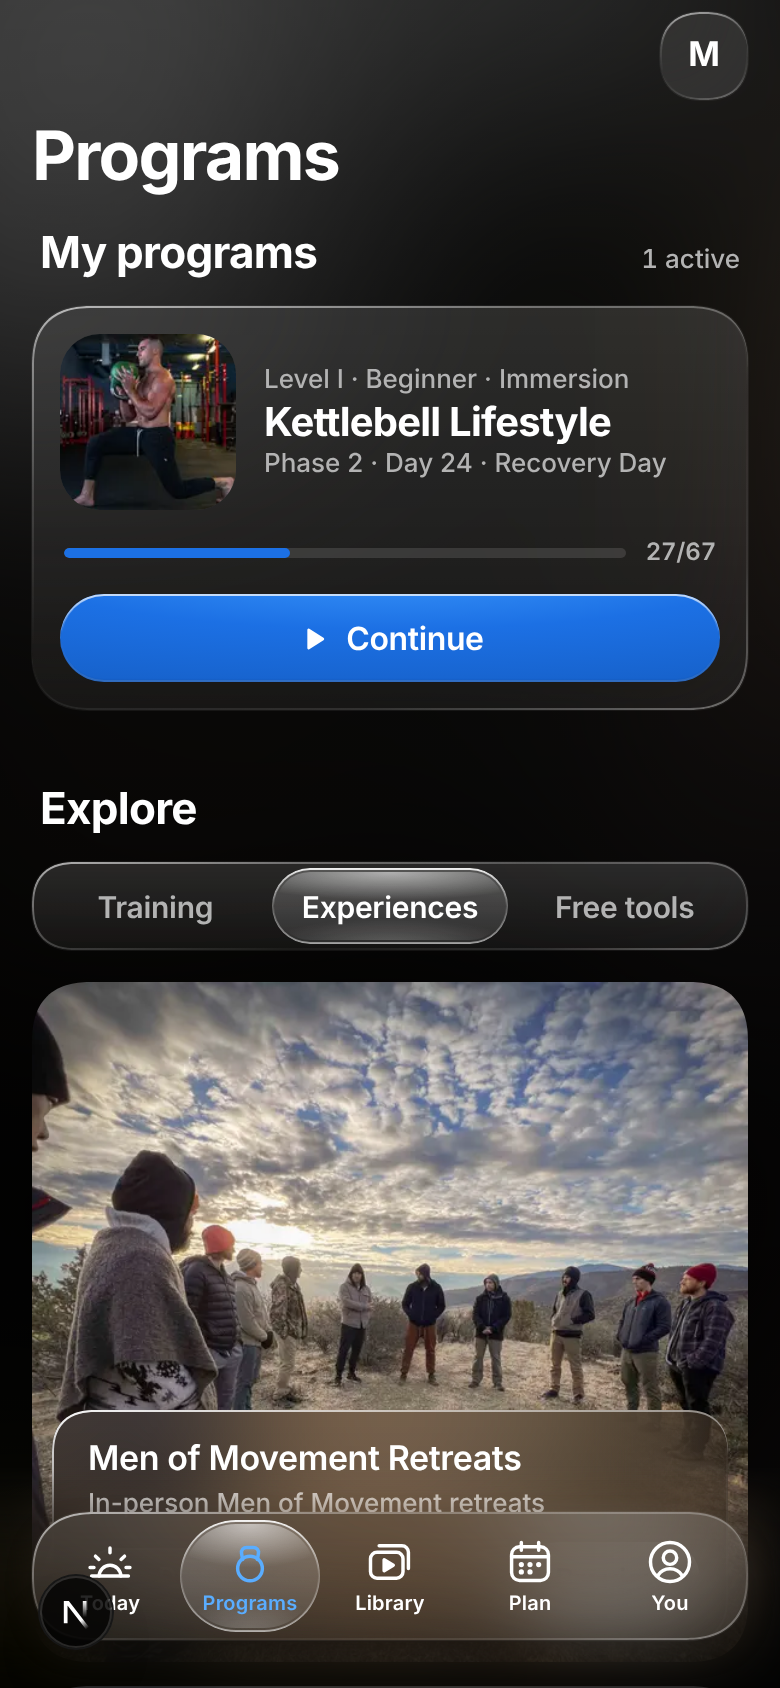 M
Programs
My programs
1 active
Level I · Beginner · Immersion
Kettlebell Lifestyle
Phase 2 · Day 24 · Recovery Day
27/67
Continue
Explore
Training
Experiences
Free tools
Men of Movement Retreats
In-person Men of Movement retreats
Today
Programs
Library
Plan
You
N